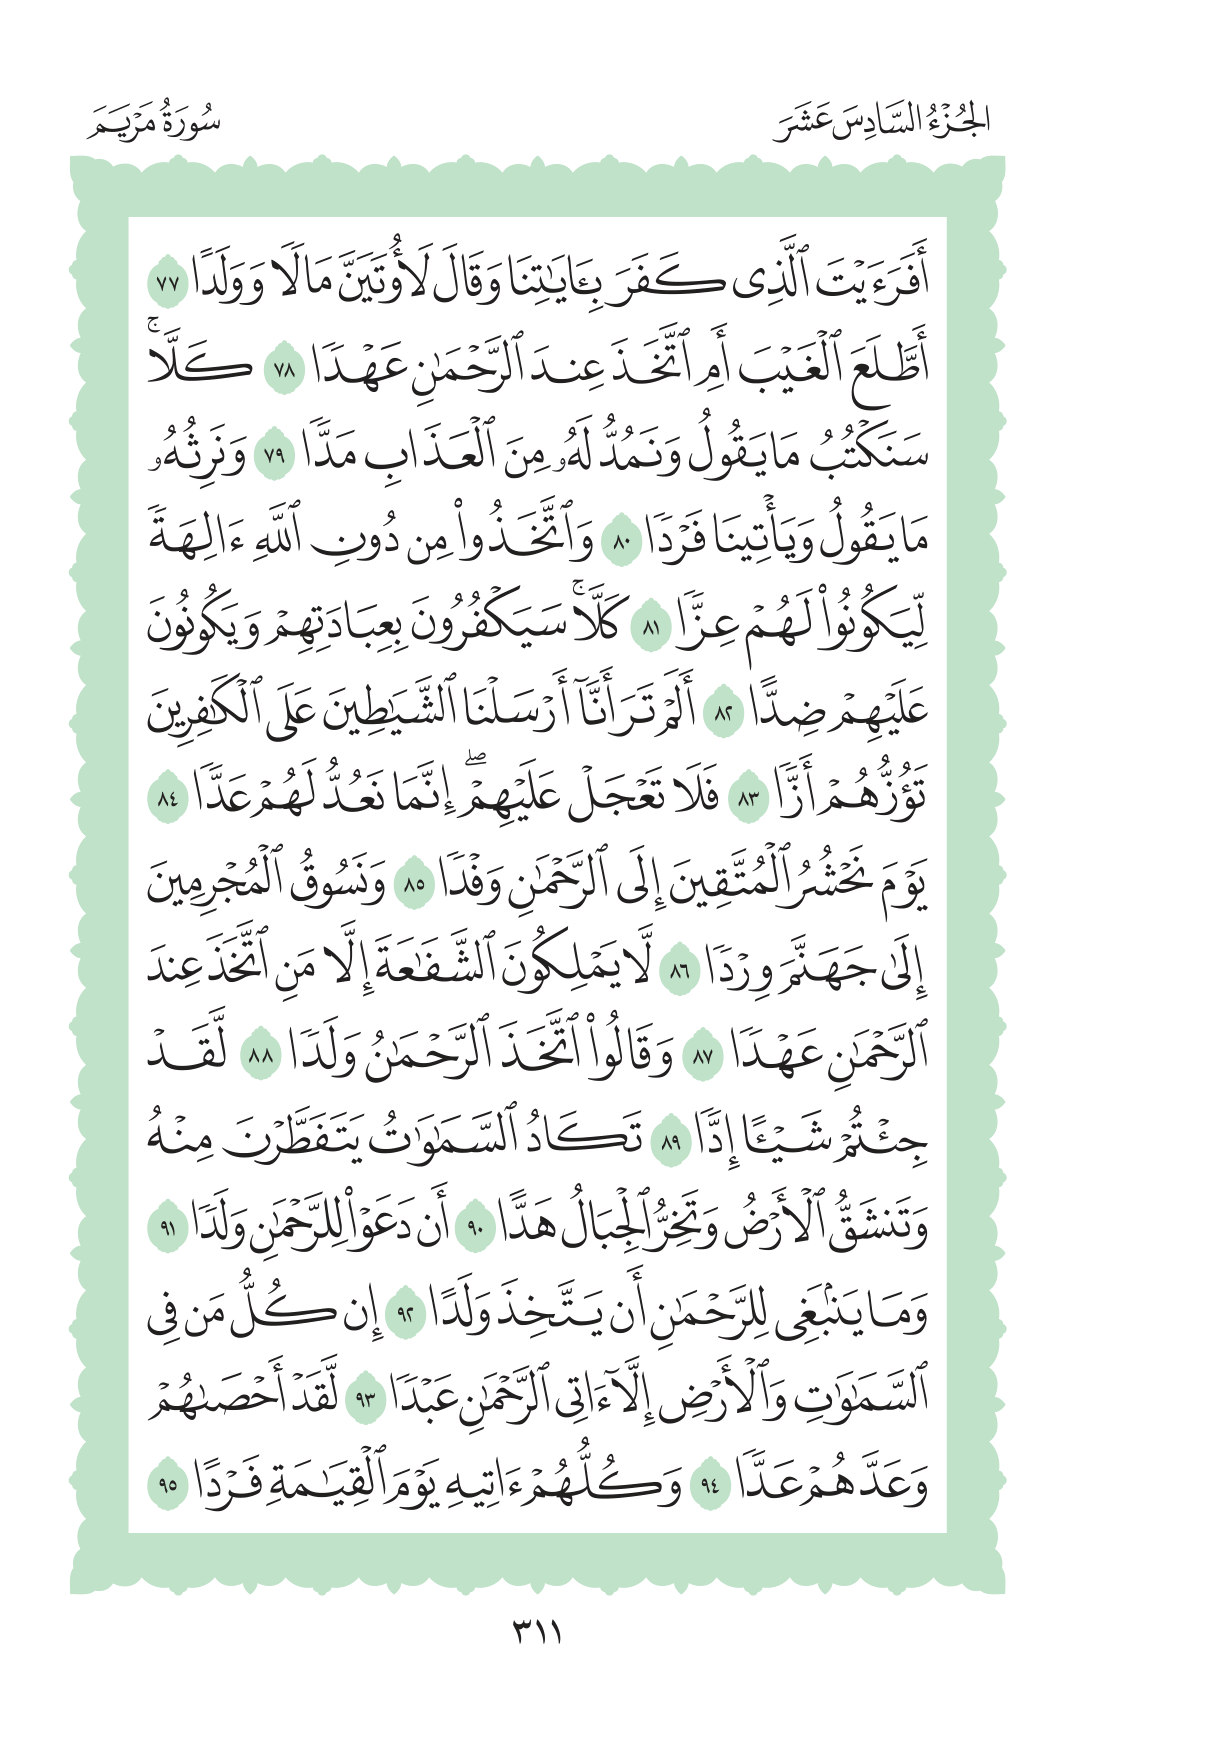 الجُزْءُ السَّادِسَ عَشَرَ
سُورَةُ مَرْيَمَ
أَفَرَءَيْتَ ٱلَّذِى كَفَرَ بِـَٔايَٰتِنَا وَقَالَ لَأُوتَيَنَّ مَالًا وَوَلَدًا ٧٧
أَطَّلَعَ ٱلْغَيْبَ أَمِ ٱتَّخَذَ عِندَ ٱلرَّحْمَٰنِ عَهْدًا ٧٨ كَلَّاۚ
سَنَكْتُبُ مَا يَقُولُ وَنَمُدُّ لَهُۥ مِنَ ٱلْعَذَابِ مَدًّا ٧٩ وَنَرِثُهُۥ
مَا يَقُولُ وَيَأْتِينَا فَرْدًا ٨٠ وَٱتَّخَذُوا۟ مِن دُونِ ٱللَّهِ ءَالِهَةً
لِّيَكُونُوا۟ لَهُمْ عِزًّا ٨١ كَلَّاۚ سَيَكْفُرُونَ بِعِبَادَتِهِمْ وَيَكُونُونَ
عَلَيْهِمْ ضِدًّا ٨٢ أَلَمْ تَرَ أَنَّآ أَرْسَلْنَا ٱلشَّيَٰطِينَ عَلَى ٱلْكَٰفِرِينَ
تَؤُزُّهُمْ أَزًّا ٨٣ فَلَا تَعْجَلْ عَلَيْهِمْۖ إِنَّمَا نَعُدُّ لَهُمْ عَدًّا ٨٤
يَوْمَ نَحْشُرُ ٱلْمُتَّقِينَ إِلَى ٱلرَّحْمَٰنِ وَفْدًا ٨٥ وَنَسُوقُ ٱلْمُجْرِمِينَ
إِلَىٰ جَهَنَّمَ وِرْدًا ٨٦ لَّا يَمْلِكُونَ ٱلشَّفَٰعَةَ إِلَّا مَنِ ٱتَّخَذَ عِندَ
ٱلرَّحْمَٰنِ عَهْدًا ٨٧ وَقَالُوا۟ ٱتَّخَذَ ٱلرَّحْمَٰنُ وَلَدًا ٨٨ لَّقَدْ
جِئْتُمْ شَيْـًٔا إِدًّا ٨٩ تَكَادُ ٱلسَّمَٰوَٰتُ يَتَفَطَّرْنَ مِنْهُ
وَتَنشَقُّ ٱلْأَرْضُ وَتَخِرُّ ٱلْجِبَالُ هَدًّا ٩٠ أَن دَعَوْا۟ لِلرَّحْمَٰنِ وَلَدًا ٩١
وَمَا يَنۢبَغِى لِلرَّحْمَٰنِ أَن يَتَّخِذَ وَلَدًا ٩٢ إِن كُلُّ مَن فِى
ٱلسَّمَٰوَٰتِ وَٱلْأَرْضِ إِلَّآ ءَاتِى ٱلرَّحْمَٰنِ عَبْدًا ٩٣ لَّقَدْ أَحْصَىٰهُمْ
وَعَدَّهُمْ عَدًّا ٩٤ وَكُلُّهُمْ ءَاتِيهِ يَوْمَ ٱلْقِيَٰمَةِ فَرْدًا ٩٥
٣١١